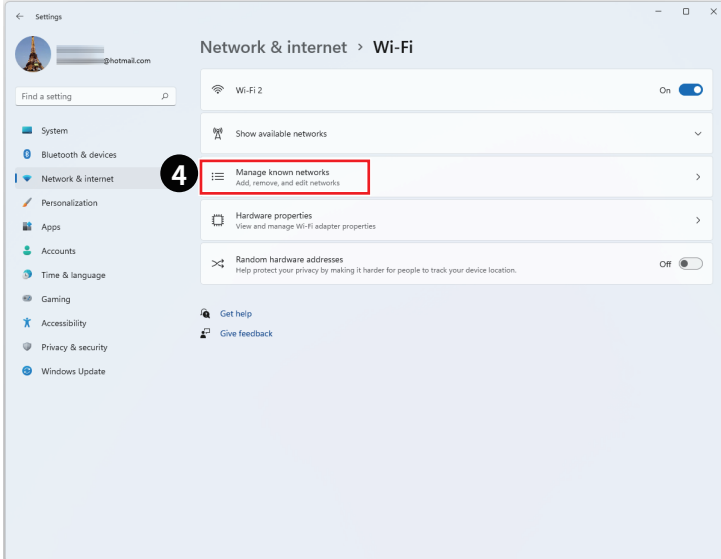 Settings
@hotmail.com
Find a setting
System
Bluetooth & devices
Network & internet
Personalization
Apps
Accounts
Time & language
Gaming
Accessibility
Privacy & security
Windows Update
Network & internet > Wi-Fi
Wi-Fi 2
On
Show available networks
4
Manage known networks
Add, remove, and edit networks
Hardware properties
View and manage Wi-Fi adapter properties
Random hardware addresses
Help protect your privacy by making it harder for people to track your device location.
Off
Get help
Give feedback